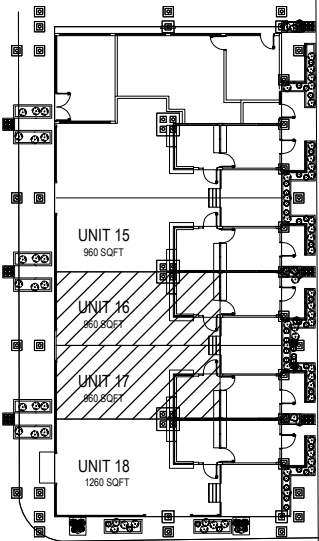 UNIT 15
960 SQFT
UNIT 16
960 SQFT
UNIT 17
960 SQFT
UNIT 18
1260 SQFT